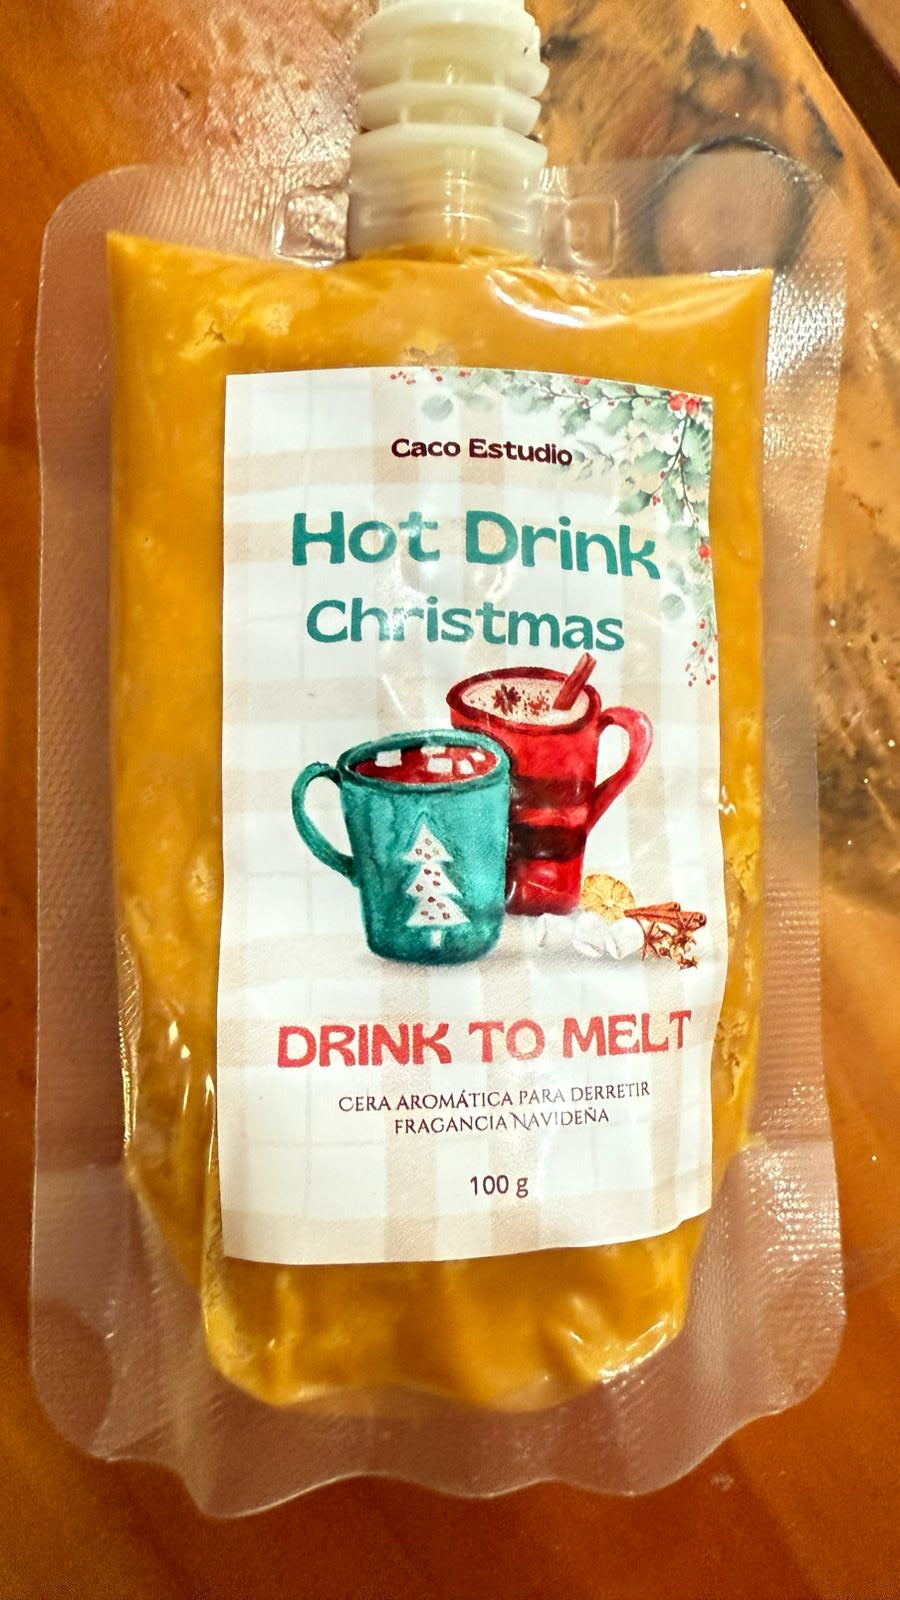 Caco Estudio
Hot Drink
Christmas
DRINK TO MELT
CERA AROMÁTICA PARA DERRETIR
FRAGANCIA NAVIDEÑA
100 g